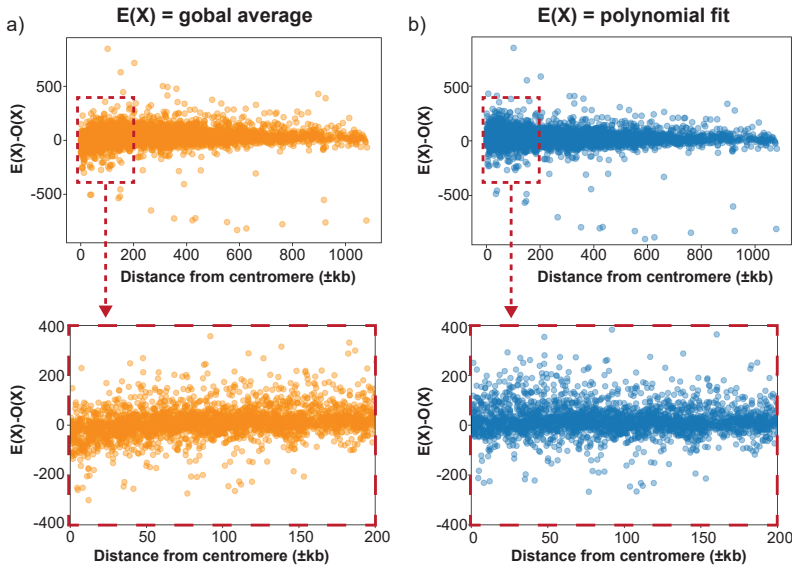 a)
E(X) = gobal average
E(X)-O(X)
500
0
-500
0 200 400 600 800 1000
Distance from centromere (±kb)
E(X)-O(X)
400
200
0
-200
-400
0 50 100 150 200
Distance from centromere (±kb)
b)
E(X) = polynomial fit
E(X)-O(X)
500
0
-500
0 200 400 600 800 1000
Distance from centromere (±kb)
E(X)-O(X)
400
200
0
-200
-400
0 50 100 150 200
Distance from centromere (±kb)